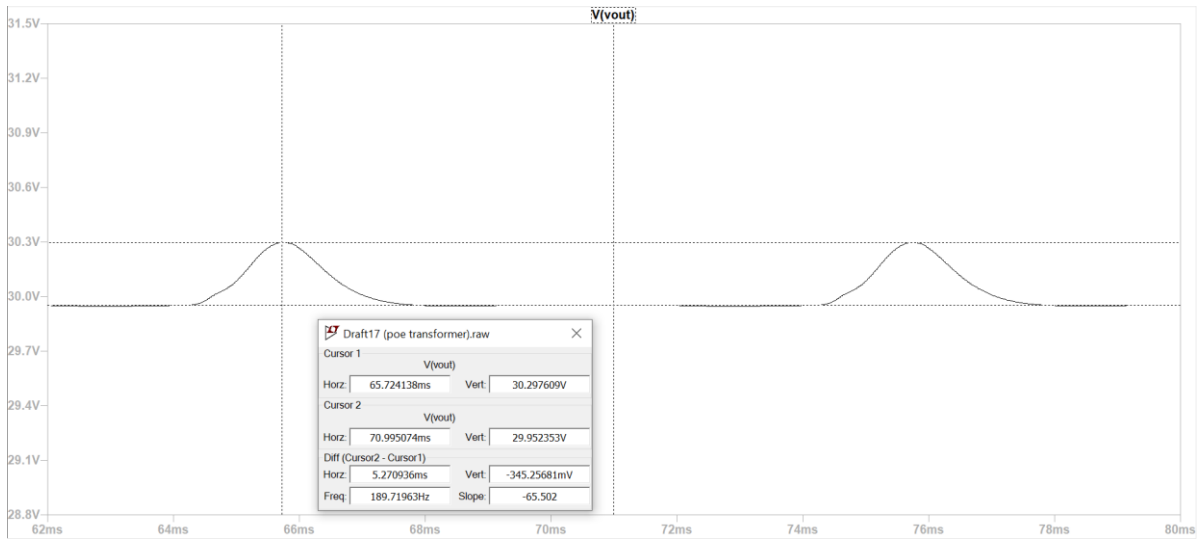 V(vout)
31.5V
31.2V
30.9V
30.6V
30.3V
30.0V
29.7V
29.4V
29.1V
28.8V
Draft17 (poe transformer).raw
Cursor 1
V(vout)
Horz: 65.724138ms Vert: 30.297609V
Cursor 2
V(vout)
Horz: 70.995074ms Vert: 29.952353V
Diff (Cursor2 - Cursor1)
Horz: 5.270936ms Vert: -345.25681mV
Freq: 189.71963Hz Slope: -65.502
62ms 64ms 66ms 68ms 70ms 72ms 74ms 76ms 78ms 80ms